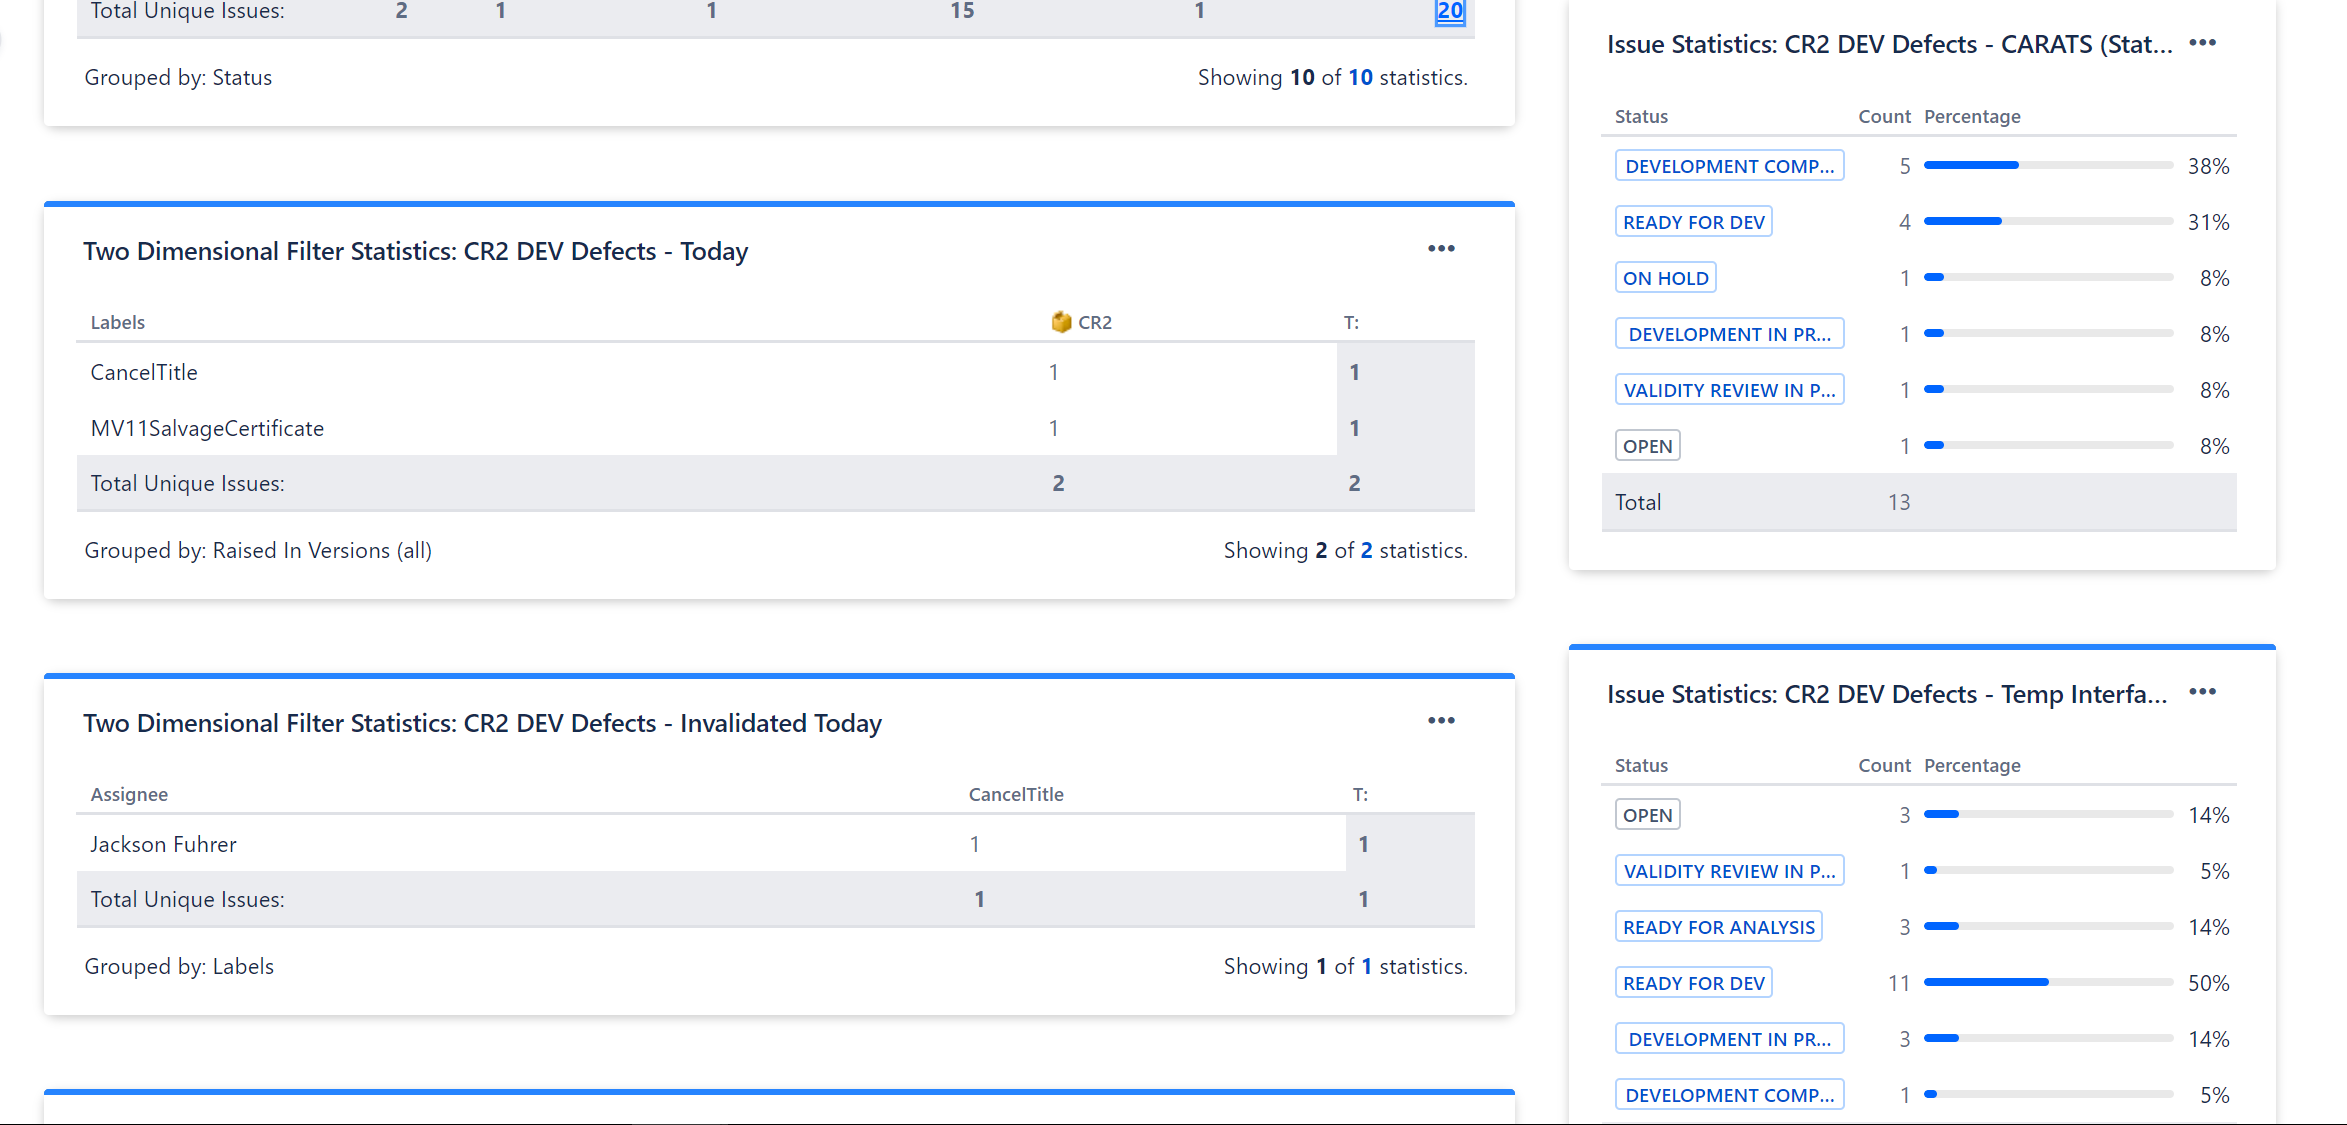 Total Unique Issues: 2 1 1 15 1 20
Grouped by: Status Showing 10 of 10 statistics.
Two Dimensional Filter Statistics: CR2 DEV Defects - Today
Labels CR2 T:
CancelTitle 1 1
MV11SalvageCertificate 1 1
Total Unique Issues: 2 2
Grouped by: Raised In Versions (all) Showing 2 of 2 statistics.
Two Dimensional Filter Statistics: CR2 DEV Defects - Invalidated Today
Assignee CancelTitle T:
Jackson Fuhrer 1 1
Total Unique Issues: 1 1
Grouped by: Labels Showing 1 of 1 statistics.
Issue Statistics: CR2 DEV Defects - CARATS (Stat...
Status Count Percentage
DEVELOPMENT COMP... 5 38%
READY FOR DEV 4 31%
ON HOLD 1 8%
DEVELOPMENT IN PR... 1 8%
VALIDITY REVIEW IN P... 1 8%
OPEN 1 8%
Total 13
Issue Statistics: CR2 DEV Defects - Temp Interfa...
Status Count Percentage
OPEN 3 14%
VALIDITY REVIEW IN P... 1 5%
READY FOR ANALYSIS 3 14%
READY FOR DEV 11 50%
DEVELOPMENT IN PR... 3 14%
DEVELOPMENT COMP... 1 5%